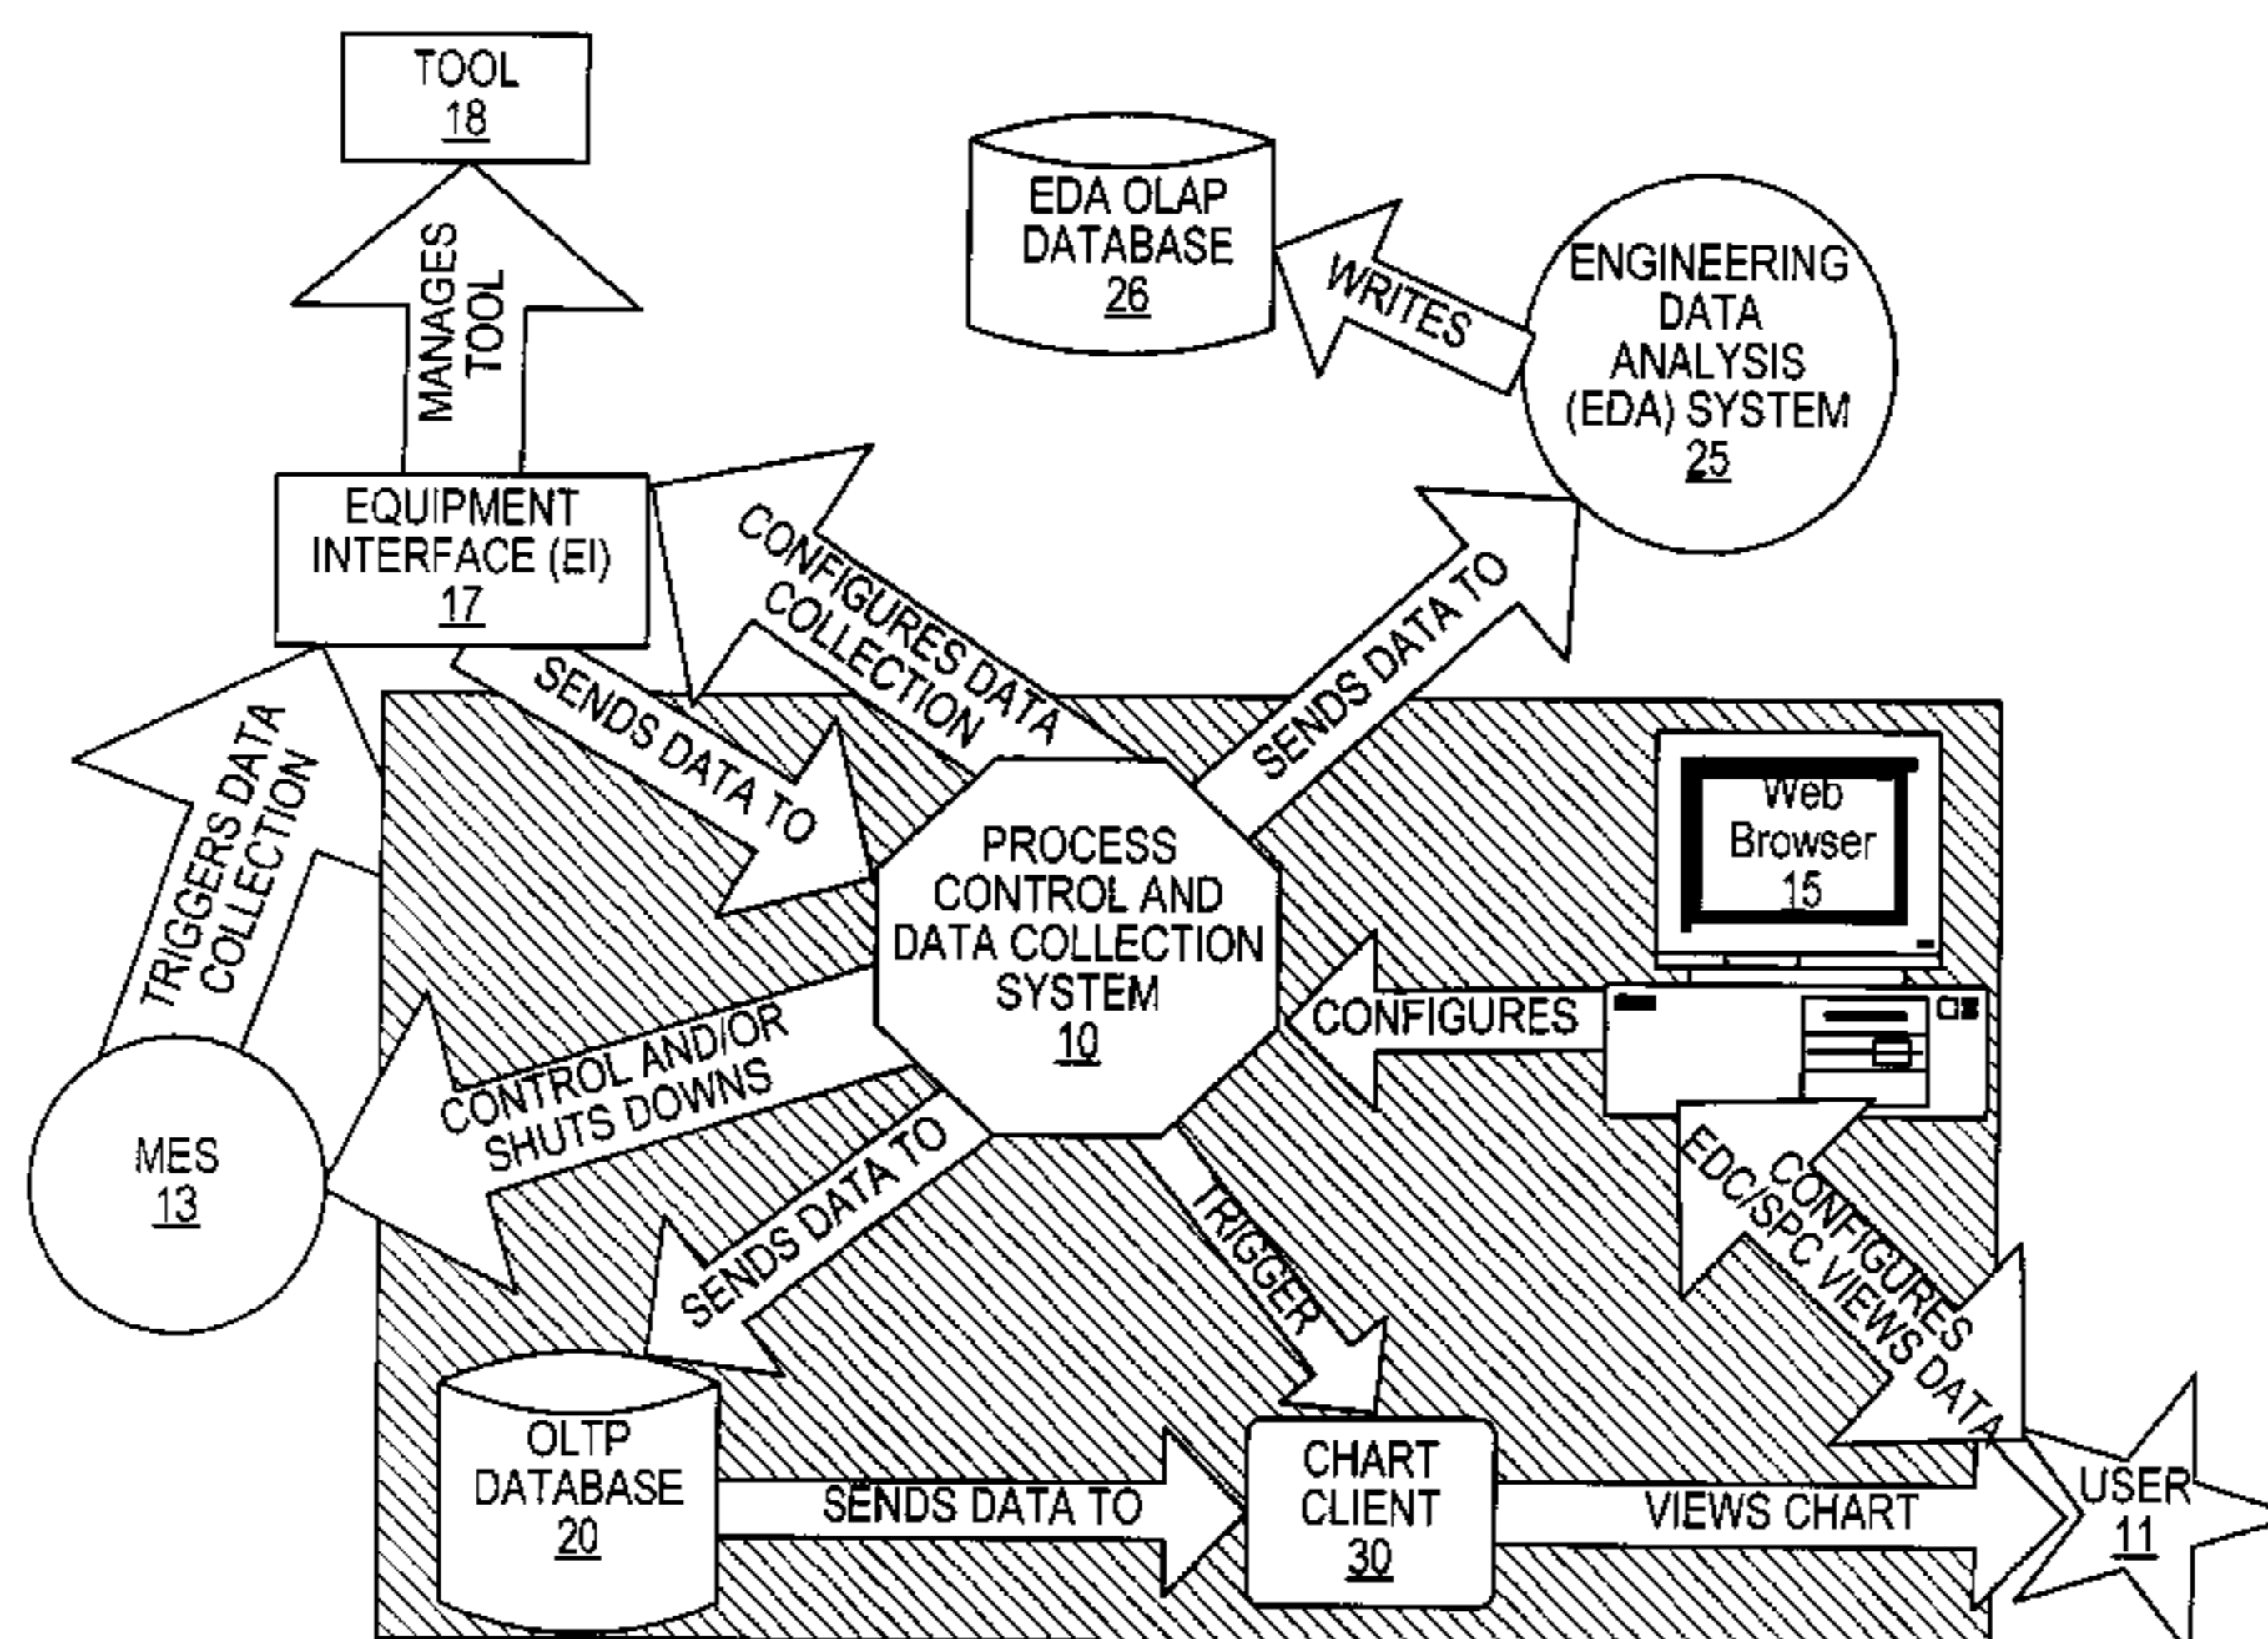 TOOL
18
MANAGES
TOOL
EDA OLAP
DATABASE
26
WRITES
ENGINEERING
DATA
ANALYSIS
(EDA) SYSTEM
25
EQUIPMENT
INTERFACE (EI)
17
CONFIGURES DATA
COLLECTION
SENDS DATA TO
SENDS DATA TO
TRIGGERS DATA
COLLECTION
PROCESS
CONTROL AND
DATA COLLECTION
SYSTEM
10
Web
Browser
15
CONFIGURES
CONTROL AND/OR
SHUTS DOWNS
MES
13
SENDS DATA TO
TRIGGER
CONFIGURES
EDC/SPC VIEWS DATA
OLTP
DATABASE
20
SENDS DATA TO
CHART
CLIENT
30
VIEWS CHART
USER
11